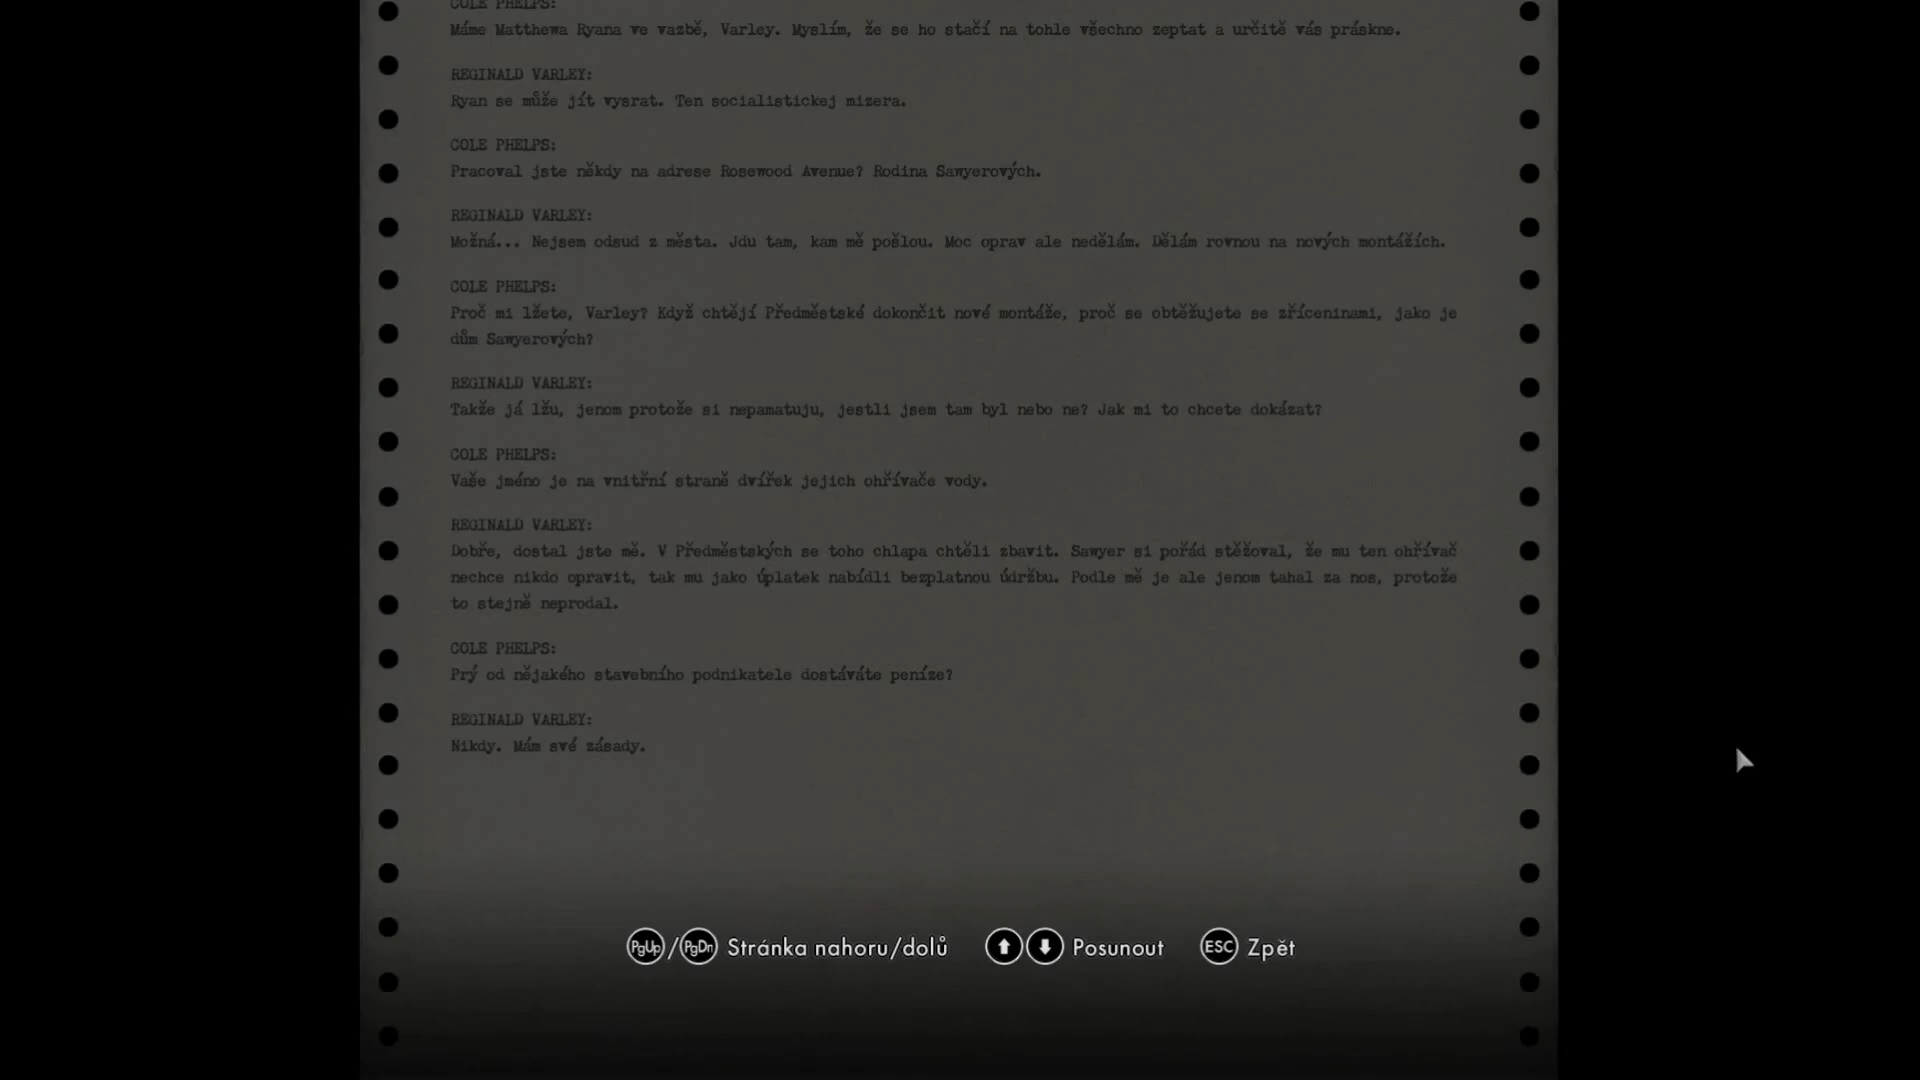 COLE PHELPS:
Máme Matthewa Ryana ve vazbě, Varley. Myslím, že se ho stačí na tohle všechno zeptat a určitě vás práskne.
REGINALD VARLEY:
Ryan se může jít vysrat. Ten socialistickej mizera.
COLE PHELPS:
Pracoval jste někdy na adrese Rosewood Avenue? Rodina Sawyerových.
REGINALD VARLEY:
Možná... Nejsem odsud z města. Jdu tam, kam mě pošlou. Moc oprav ale nedělám. Dělám rovnou na nových montážích.
COLE PHELPS:
Proč mi lžete, Varley? Když chtějí Předměstské dokončit nové montáže, proč se obtěžujete se zříceninami, jako je
dům Sawyerových?
REGINALD VARLEY:
Takže já lžu, jenom protože si nepamatuju, jestli jsem tam byl nebo ne? Jak mi to chcete dokázat?
COLE PHELPS:
Vaše jméno je na vnitřní straně dvířek jejich ohřívače vody.
REGINALD VARLEY:
Dobře, dostal jste mě. V Předměstských se toho chlapa chtěli zbavit. Sawyer si pořád stěžoval, že mu ten ohřívač
nechce nikdo opravit, tak mu jako úplatek nabídli bezplatnou údržbu. Podle mě je ale jenom tahal za nos, protože
to stejně neprodal.
COLE PHELPS:
Prý od nějakého stavebního podnikatele dostáváte peníze?
REGINALD VARLEY:
Nikdy. Mám své zásady.
PgUp/PgDn Stránka nahoru/dolů Posunout ESC Zpět